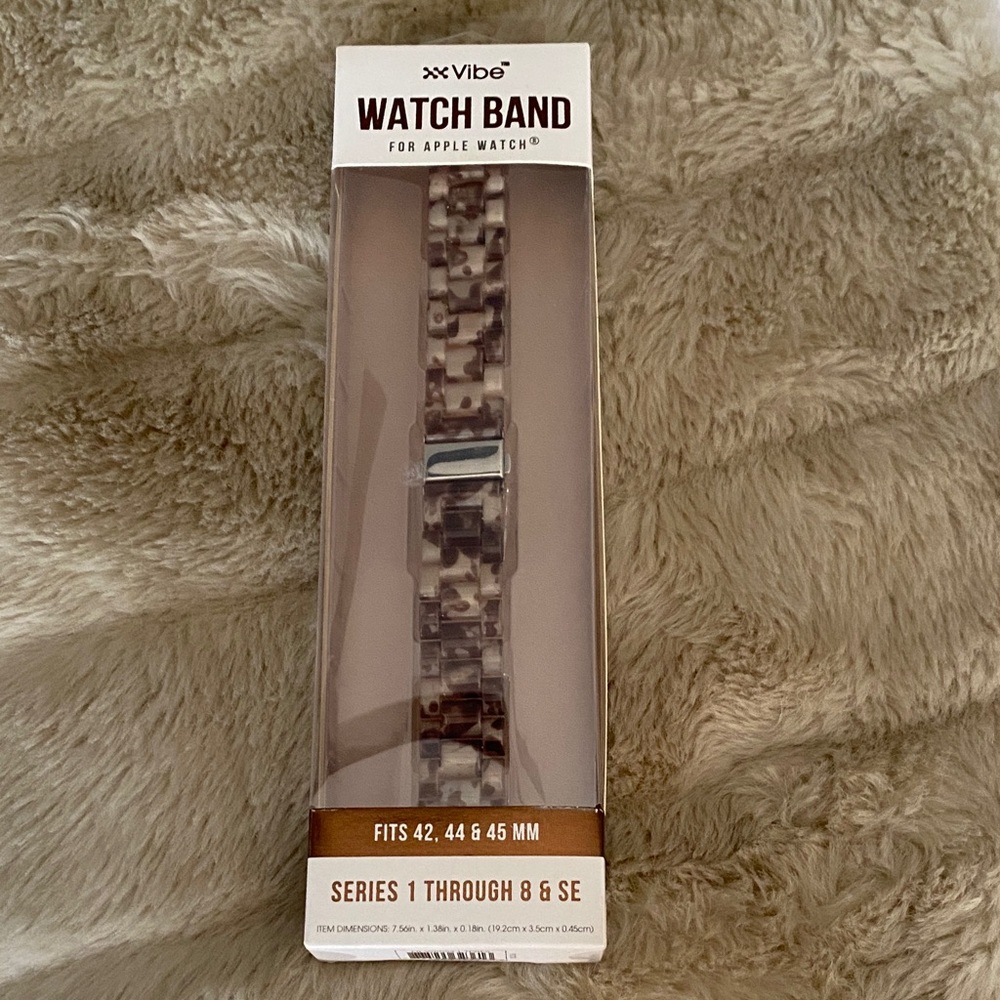 Vibe™
WATCH BAND
FOR APPLE WATCH®
FITS 42, 44 & 45 MM
SERIES 1 THROUGH 8 & SE
ITEM DIMENSIONS: 7.56in. x 1.38in. x 0.18in. (19.2cm x 3.5cm x 0.45cm)